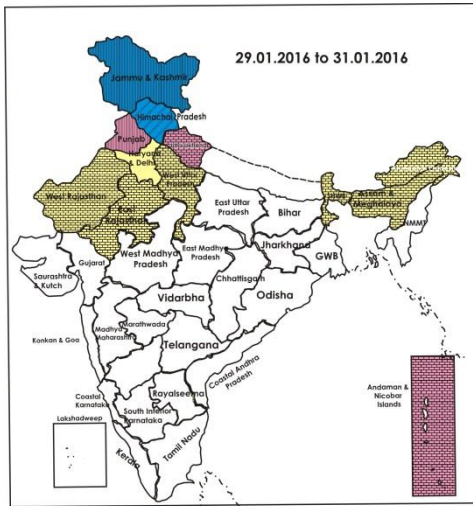 29.01.2016 to 31.01.2016
Jammu & Kashmir
Himachal Pradesh
Punjab
Haryana
& Delhi
West Uttar
Pradesh
West Rajasthan
East
Rajasthan
East Uttar
Pradesh
Bihar
Assam &
Meghalaya
NMMT
Jharkhand
GWB
West Madhya
Pradesh
East Madhya
Pradesh
Gujarat
Saurashtra
& Kutch
Chhattisgarh
Odisha
Vidarbha
Konkan & Goa
Madhya
Maharashtra
Marathwada
Telangana
Coastal Andhra
Pradesh
Rayalseema
Coastal
Karnataka
South Interior
Karnataka
Tamil Nadu
Kerala
Lakshadweep
Andaman &
Nicobar
Islands